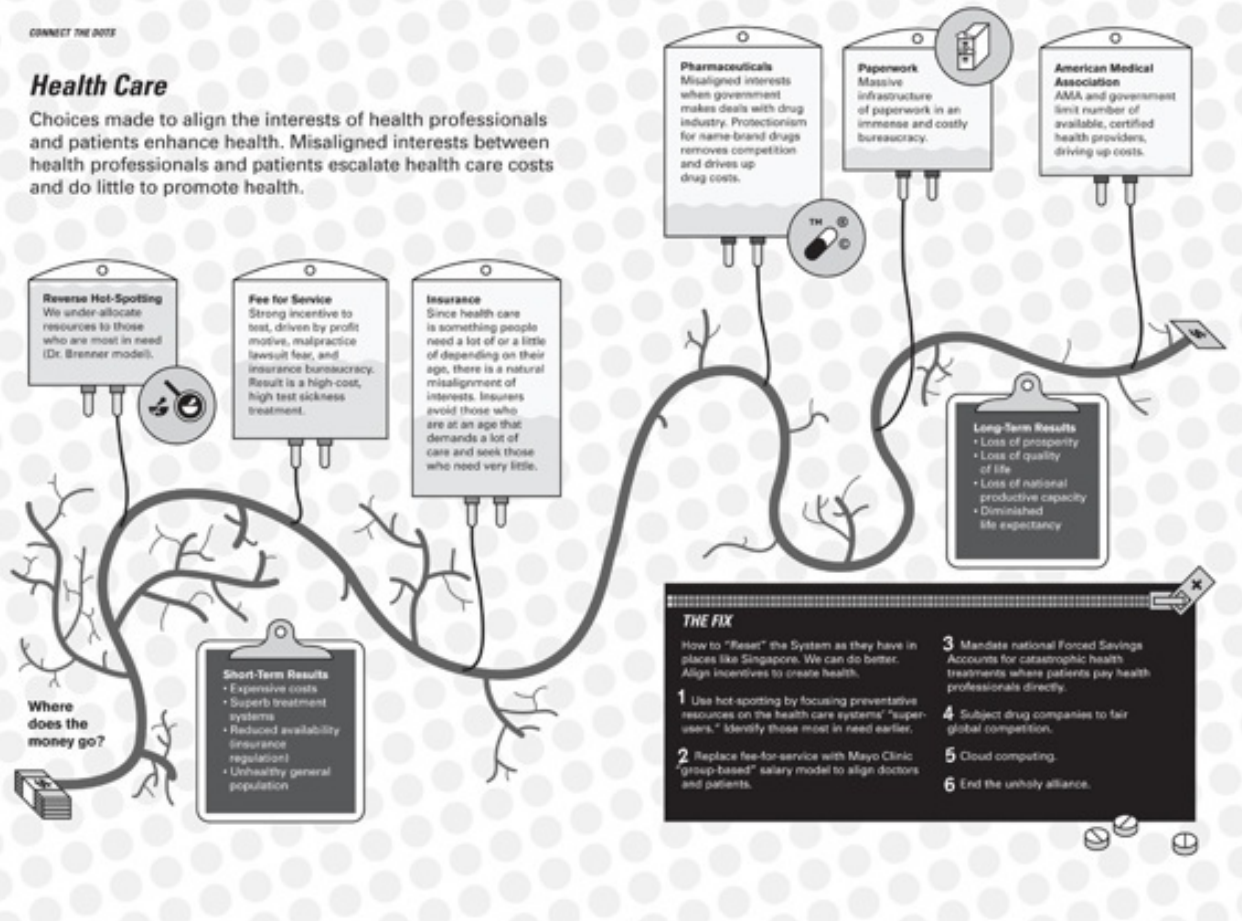 CONNECT THE DOTS
Health Care
Choices made to align the interests of health professionals
and patients enhance health. Misaligned interests between
health professionals and patients escalate health care costs
and do little to promote health.
Reverse Hot-Spotting
We under-allocate
resources to those
who are most in need
(Dr. Brenner model).
Fee for Service
Strong incentive to
test, driven by profit
motive, malpractice
lawsuit fear, and
insurance bureaucracy.
Result is a high-cost,
high test sickness
treatment.
Insurance
Since health care
is something people
need a lot of or a little
of depending on their
age, there is a natural
misalignment of
interests. Insurers
avoid those who
are at an age that
demands a lot of
care and seek those
who need very little.
Pharmaceuticals
Misaligned interests
when government
makes deals with drug
industry. Protectionism
for name-brand drugs
removes competition
and drives up
drug costs.
TM ®
©
Paperwork
Massive
infrastructure
of paperwork in an
immense and costly
bureaucracy.
American Medical
Association
AMA and government
limit number of
available, certified
health providers,
driving up costs.
$
Where
does the
money go?
Short-Term Results
• Expensive costs
• Superb treatment
systems
• Reduced availability
(insurance
regulation)
• Unhealthy general
population
Long-Term Results
• Loss of prosperity
• Loss of quality
of life
• Loss of national
productive capacity
• Diminished
life expectancy
THE FIX
How to "Reset" the System as they have in
places like Singapore. We can do better.
Align incentives to create health.
1 Use hot-spotting by focusing preventative
resources on the health care systems' "super-
users." Identify those most in need earlier.
2 Replace fee-for-service with Mayo Clinic
"group-based" salary model to align doctors
and patients.
3 Mandate national Forced Savings
Accounts for catastrophic health
treatments where patients pay health
professionals directly.
4 Subject drug companies to fair
global competition.
5 Cloud computing.
6 End the unholy alliance.